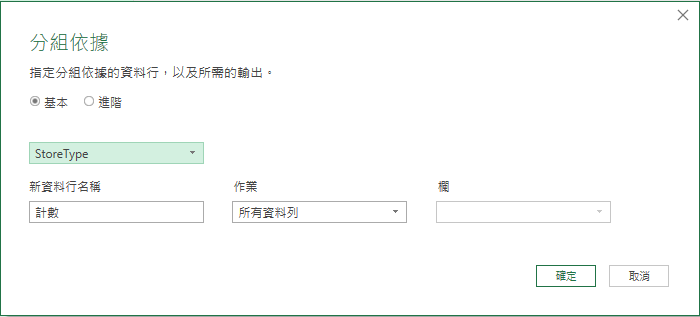 分組依據
指定分組依據的資料行，以及所需的輸出。
基本 進階
StoreType
新資料行名稱 作業 欄
計數 所有資料列
確定 取消